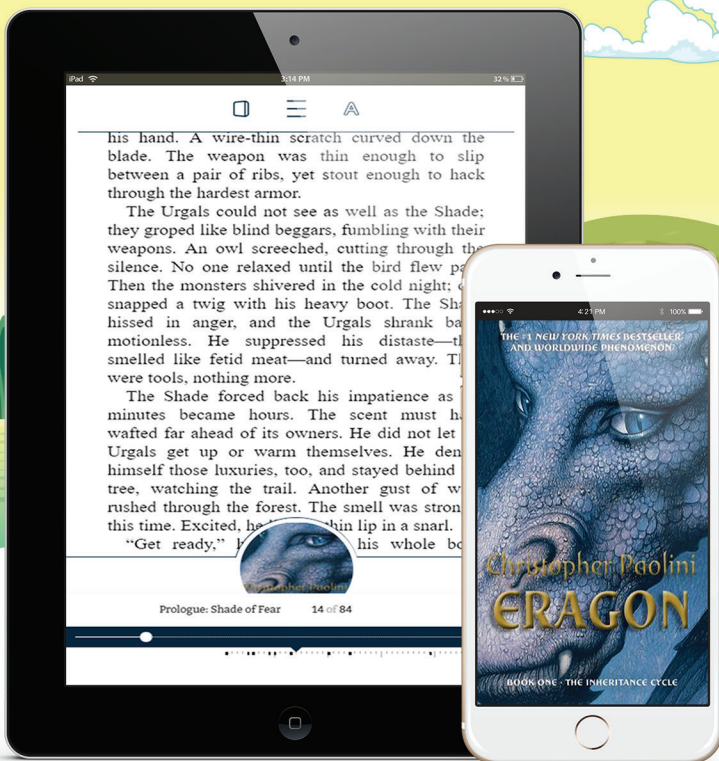 iPad
3:14 PM
32%
his hand. A wire-thin scratch curved down the
blade. The weapon was thin enough to slip
between a pair of ribs, yet stout enough to hack
through the hardest armor.
The Urgals could not see as well as the Shade;
they groped like blind beggars, fumbling with their
weapons. An owl screeched, cutting through the
silence. No one relaxed until the bird flew pa
Then the monsters shivered in the cold night;
snapped a twig with his heavy boot. The Sha
hissed in anger, and the Urgals shrank ba
motionless. He suppressed his distaste—th
smelled like fetid meat—and turned away. Th
were tools, nothing more.
The Shade forced back his impatience as
minutes became hours. The scent must ha
wafted far ahead of its owners. He did not let
Urgals get up or warm themselves. He den
himself those luxuries, too, and stayed behind
tree, watching the trail. Another gust of w
rushed through the forest. The smell was stron
this time. Excited, he thin lip in a snarl.
“Get ready,” h his whole bo
Christopher Paolini
Prologue: Shade of Fear 14 of 84
4:21 PM
100%
THE #1 NEW YORK TIMES BESTSELLER
AND WORLDWIDE PHENOMENON
Christopher Paolini
ERAGON
BOOK ONE · THE INHERITANCE CYCLE